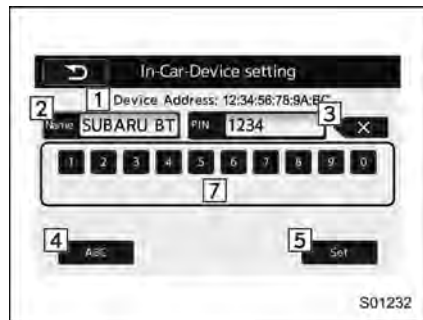 In-Car-Device setting
1 Device Address: 12:34:56:78:9A:BC
2 3
Name SUBARU BT PIN 1234 X
1 2 3 4 5 6 7 8 9 0
7
4 5
ABC Set
S01232